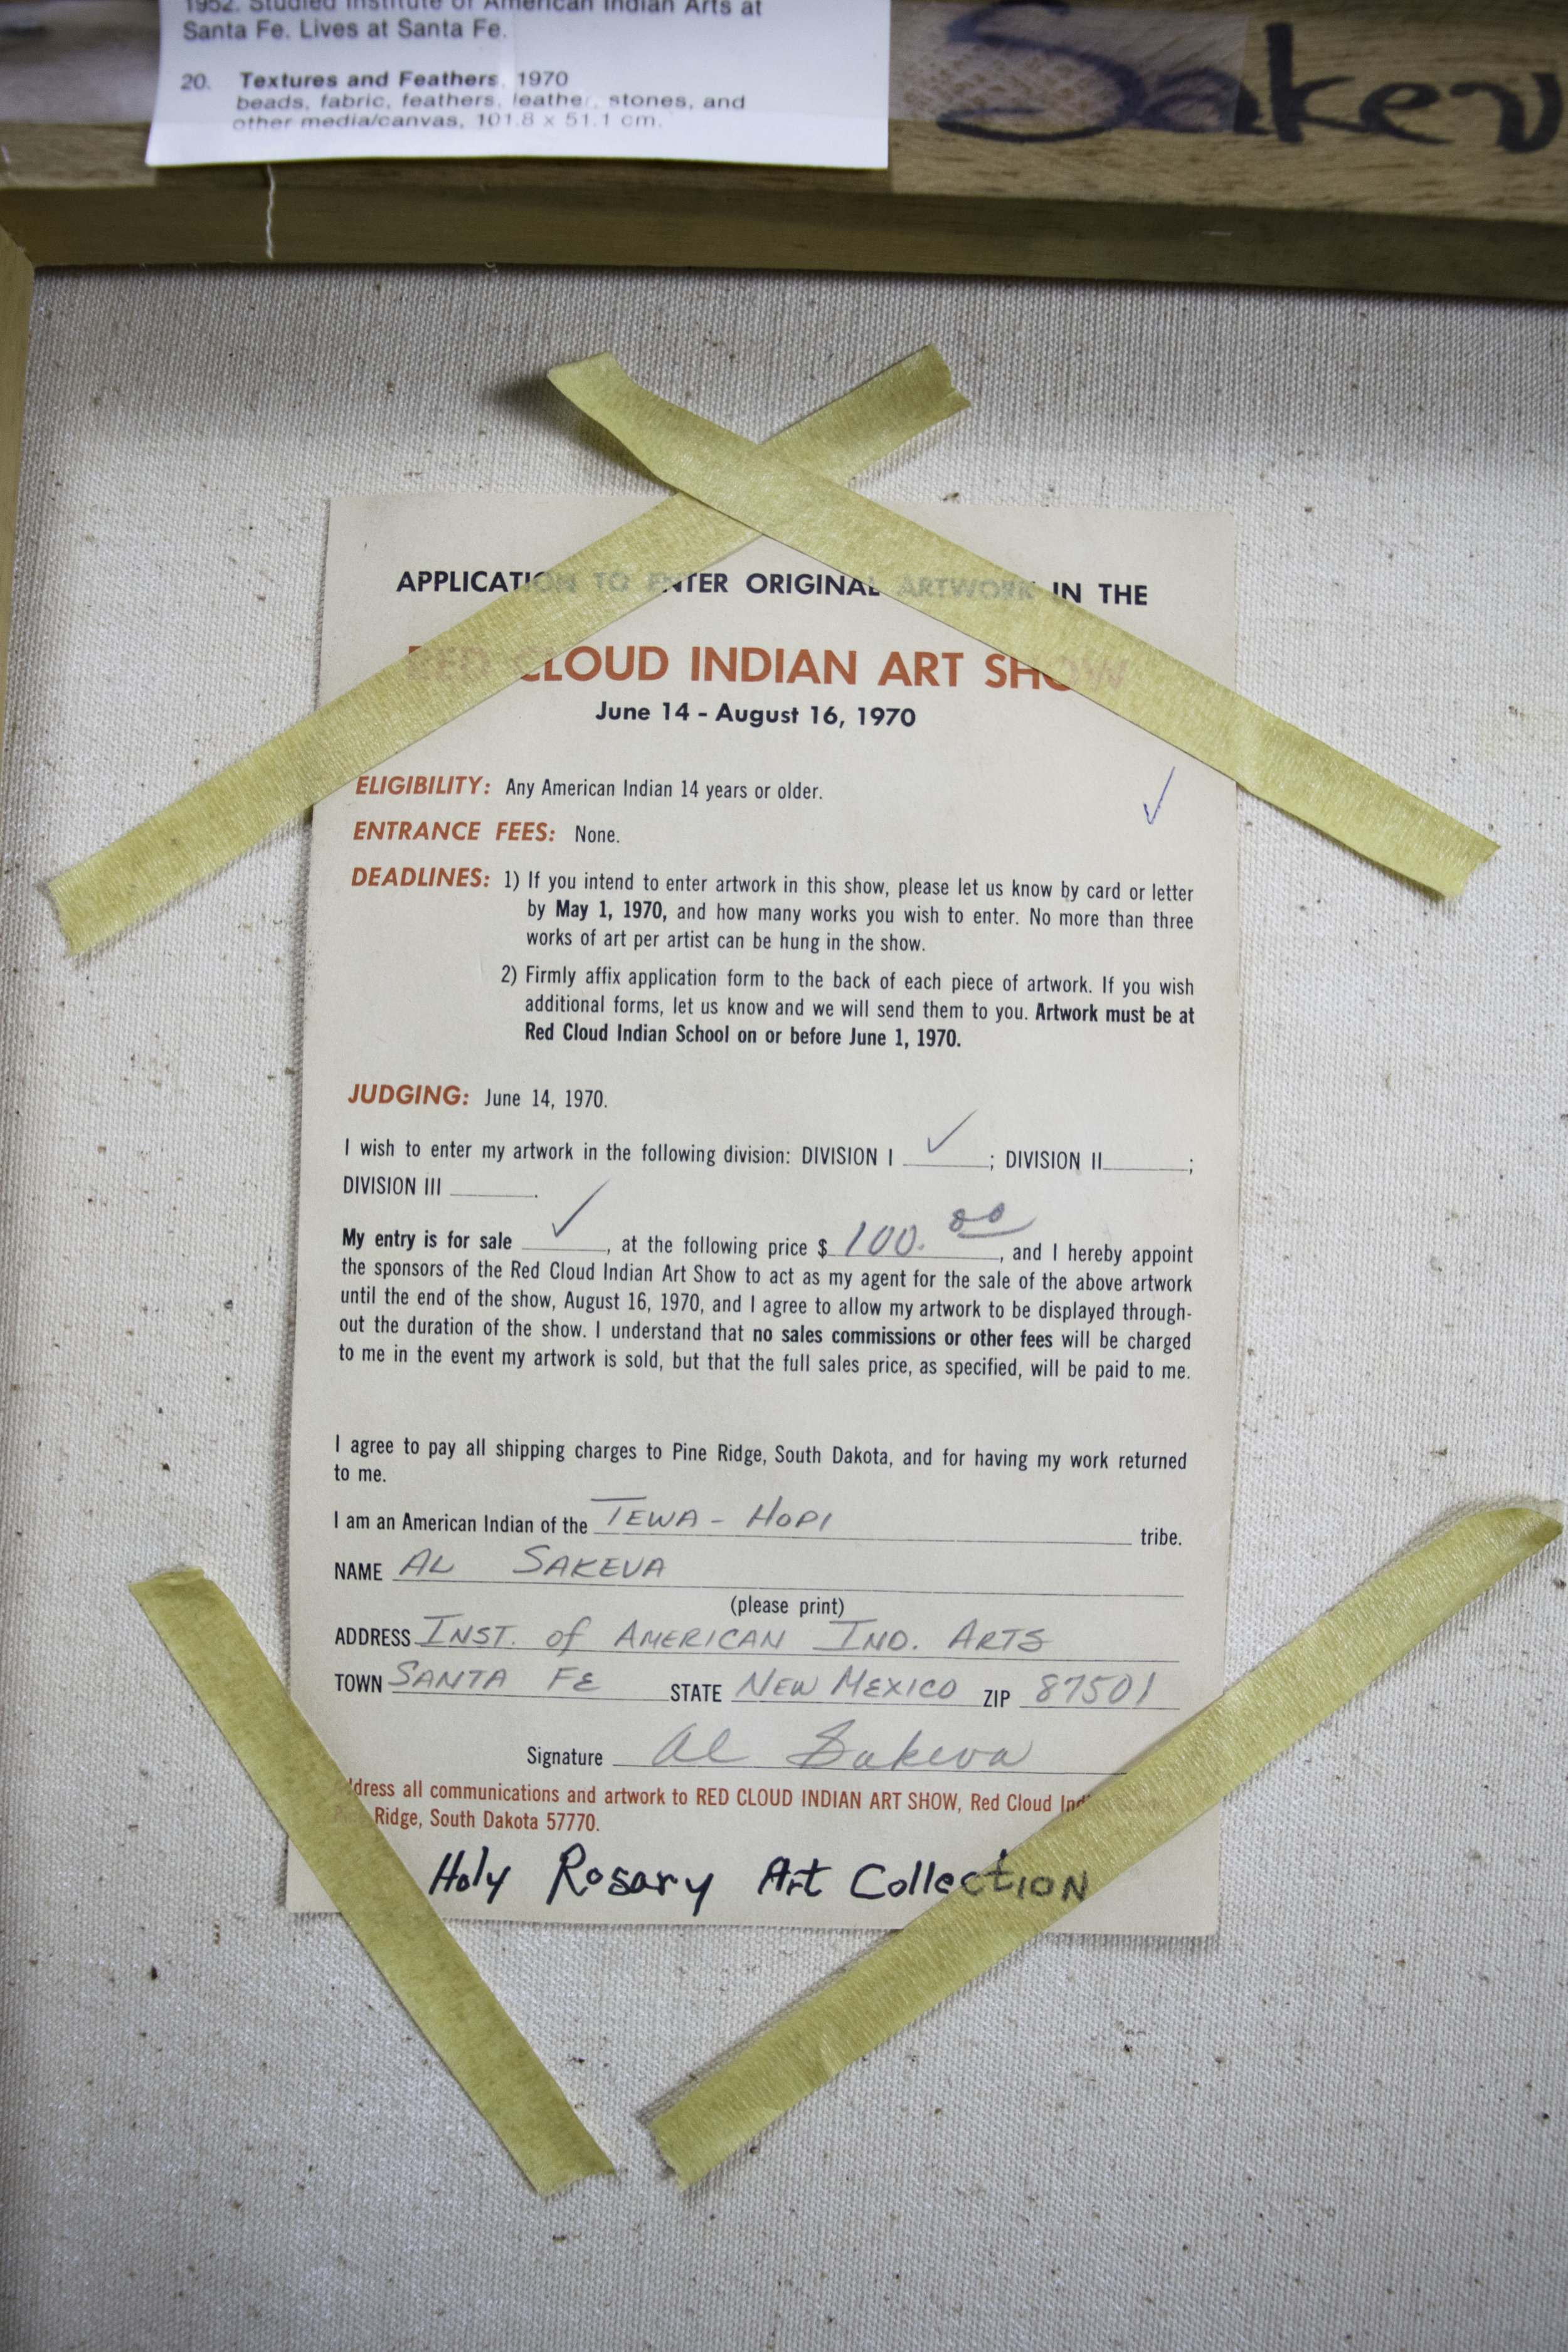 1952. Studied Institute of American Indian Arts at
Santa Fe. Lives at Santa Fe.
20. Textures and Feathers, 1970
beads, fabric, feathers, leather, stones, and
other media/canvas, 101.8 x 51.1 cm.
Sakev
APPLICATION TO ENTER ORIGINAL ARTWORK IN THE
RED CLOUD INDIAN ART SHOW
June 14 - August 16, 1970
ELIGIBILITY: Any American Indian 14 years or older.
ENTRANCE FEES: None.
DEADLINES: 1) If you intend to enter artwork in this show, please let us know by card or letter
by May 1, 1970, and how many works you wish to enter. No more than three
works of art per artist can be hung in the show.
2) Firmly affix application form to the back of each piece of artwork. If you wish
additional forms, let us know and we will send them to you. Artwork must be at
Red Cloud Indian School on or before June 1, 1970.
JUDGING: June 14, 1970.
I wish to enter my artwork in the following division: DIVISION I ✓; DIVISION II ;
DIVISION III .
My entry is for sale ✓, at the following price $ 100.00, and I hereby appoint
the sponsors of the Red Cloud Indian Art Show to act as my agent for the sale of the above artwork
until the end of the show, August 16, 1970, and I agree to allow my artwork to be displayed through-
out the duration of the show. I understand that no sales commissions or other fees will be charged
to me in the event my artwork is sold, but that the full sales price, as specified, will be paid to me.
I agree to pay all shipping charges to Pine Ridge, South Dakota, and for having my work returned
to me.
I am an American Indian of the TEWA - HOPI tribe.
NAME AL SAKEVA
(please print)
ADDRESS INST. of AMERICAN IND. ARTS
TOWN SANTA FE STATE NEW MEXICO ZIP 87501
Signature Al Sakeva
Address all communications and artwork to RED CLOUD INDIAN ART SHOW, Red Cloud Indian School,
Pine Ridge, South Dakota 57770.
Holy Rosary Art Collection